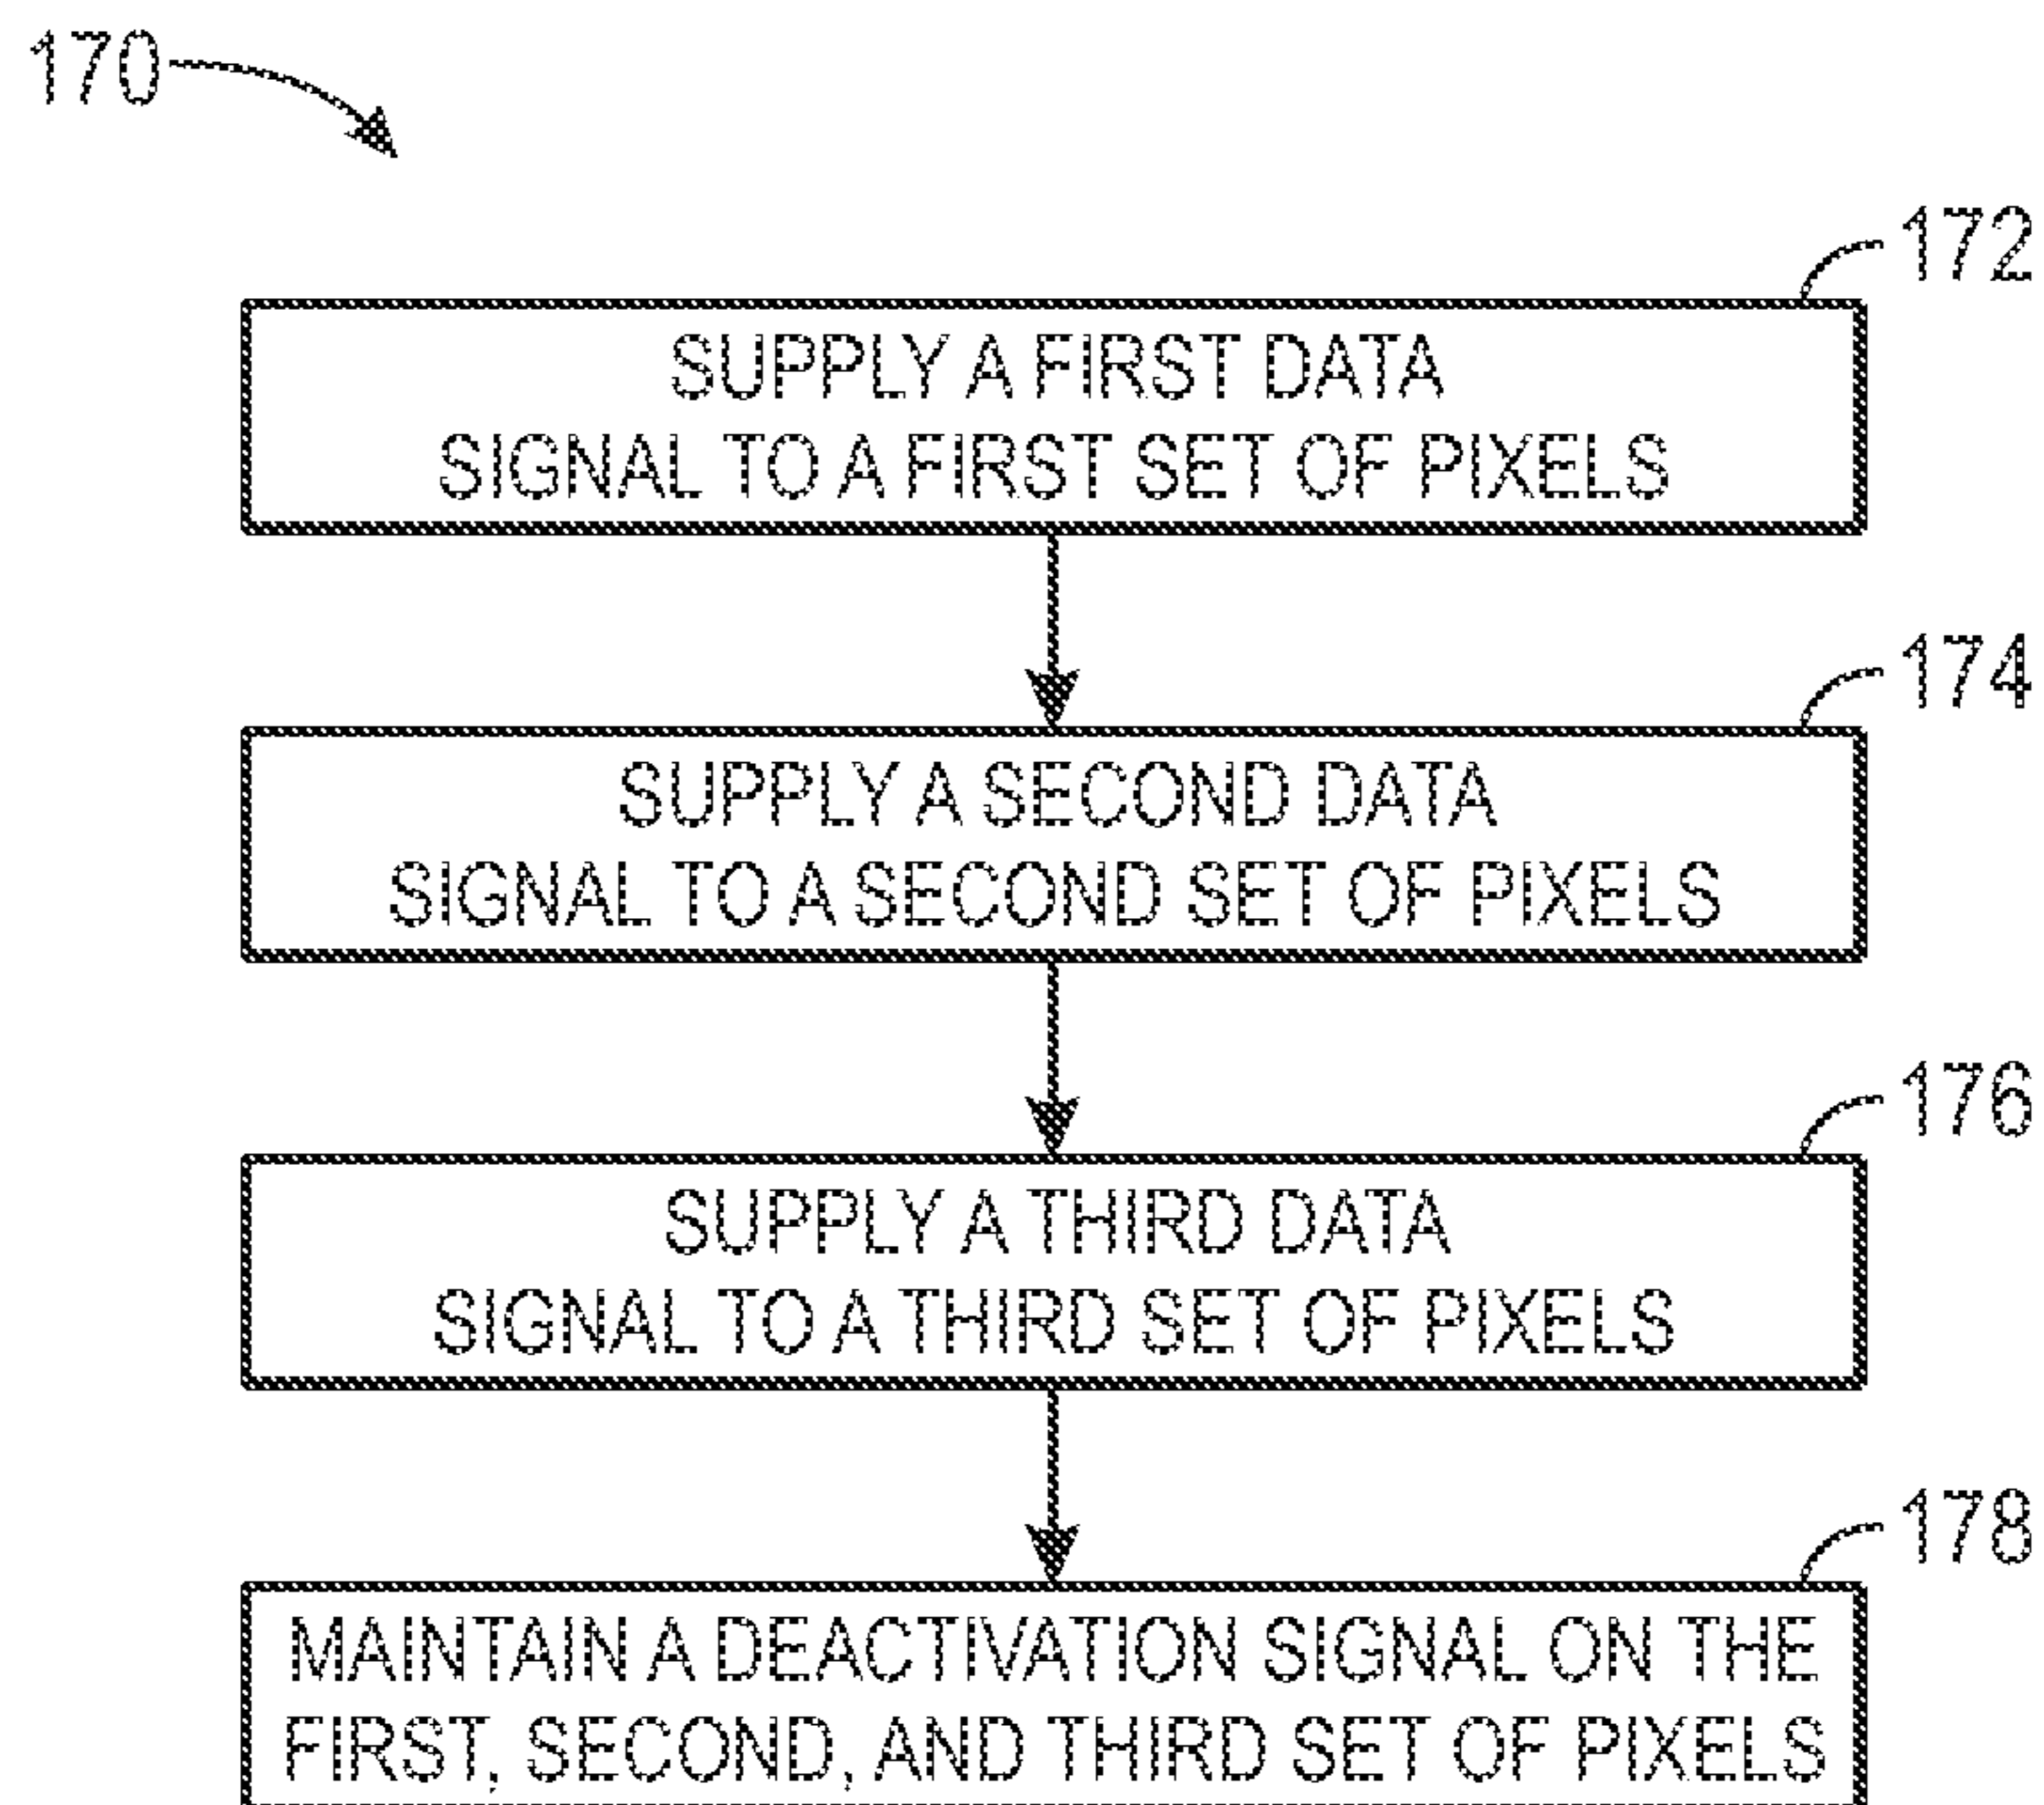 170
172
SUPPLY A FIRST DATA
SIGNAL TO A FIRST SET OF PIXELS
174
SUPPLY A SECOND DATA
SIGNAL TO A SECOND SET OF PIXELS
176
SUPPLY A THIRD DATA
SIGNAL TO A THIRD SET OF PIXELS
178
MAINTAIN A DEACTIVATION SIGNAL ON THE
FIRST, SECOND, AND THIRD SET OF PIXELS